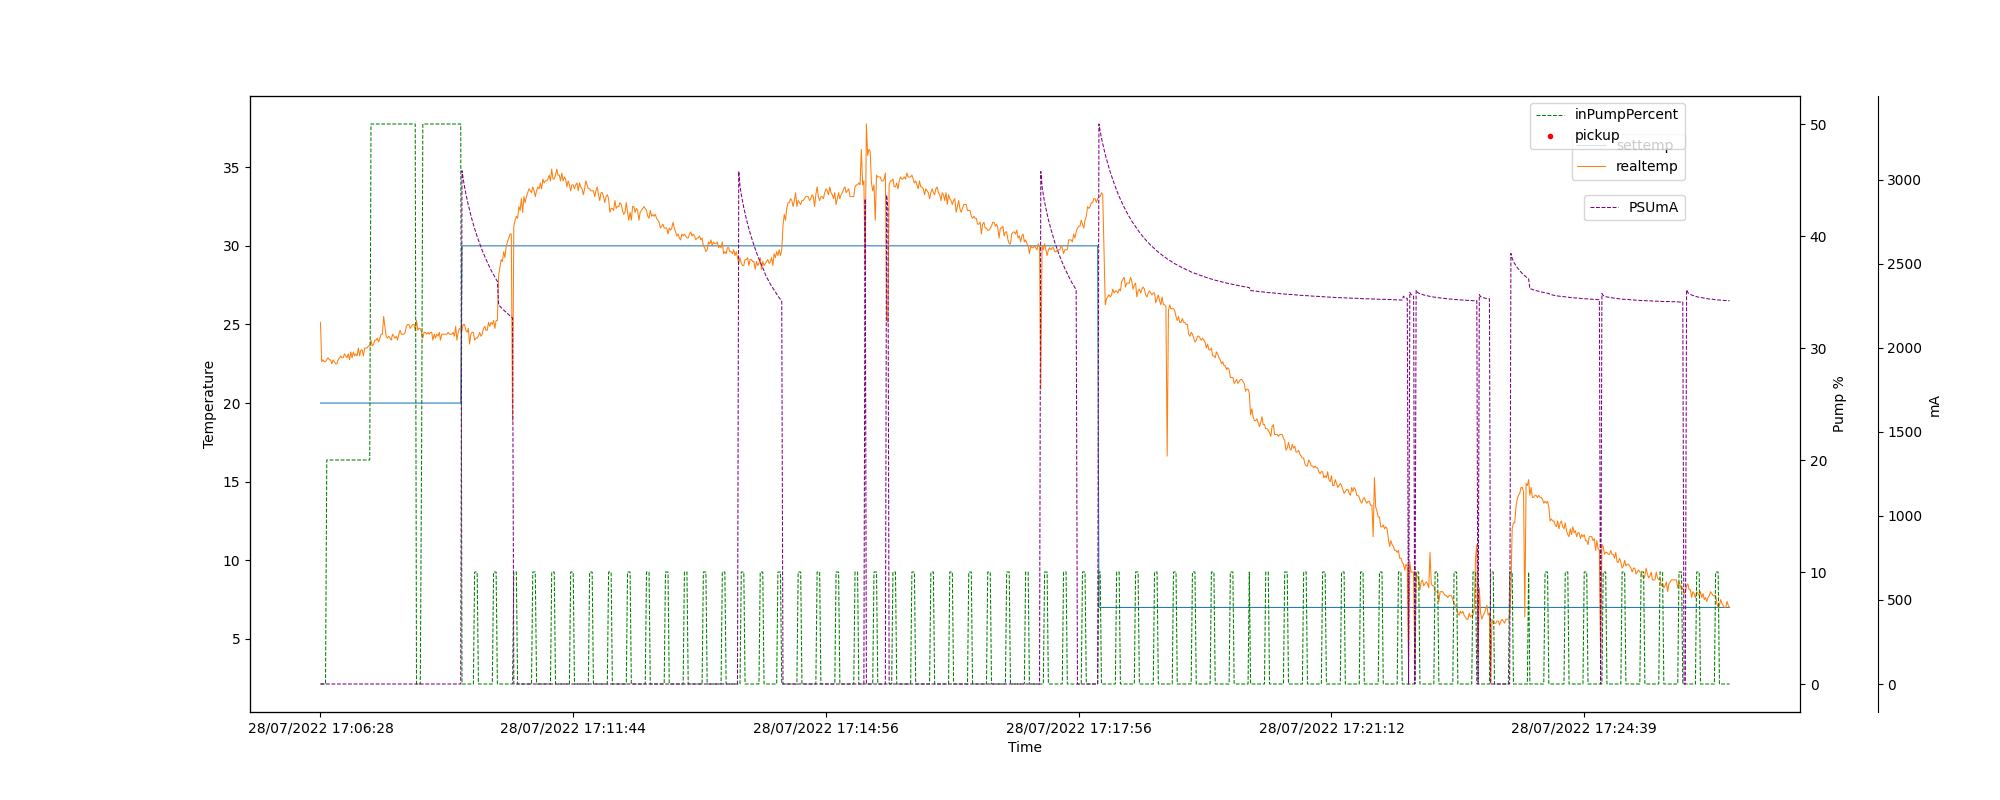 inPumpPercent
pickup
settemp
realtemp
PSUmA
35
30
25
20
15
10
5
Temperature
50
40
30
20
10
0
Pump %
3000
2500
2000
1500
1000
500
0
mA
28/07/2022 17:06:28
28/07/2022 17:11:44
28/07/2022 17:14:56
28/07/2022 17:17:56
28/07/2022 17:21:12
28/07/2022 17:24:39
Time